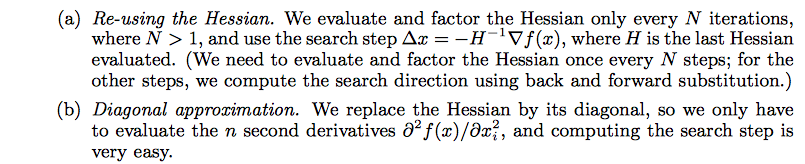 (a) Re-using the Hessian. We evaluate and factor the Hessian only every N iterations,
where N > 1, and use the search step Δx = −H⁻¹∇f(x), where H is the last Hessian
evaluated. (We need to evaluate and factor the Hessian once every N steps; for the
other steps, we compute the search direction using back and forward substitution.)
(b) Diagonal approximation. We replace the Hessian by its diagonal, so we only have
to evaluate the n second derivatives ∂²f(x)/∂xᵢ², and computing the search step is
very easy.